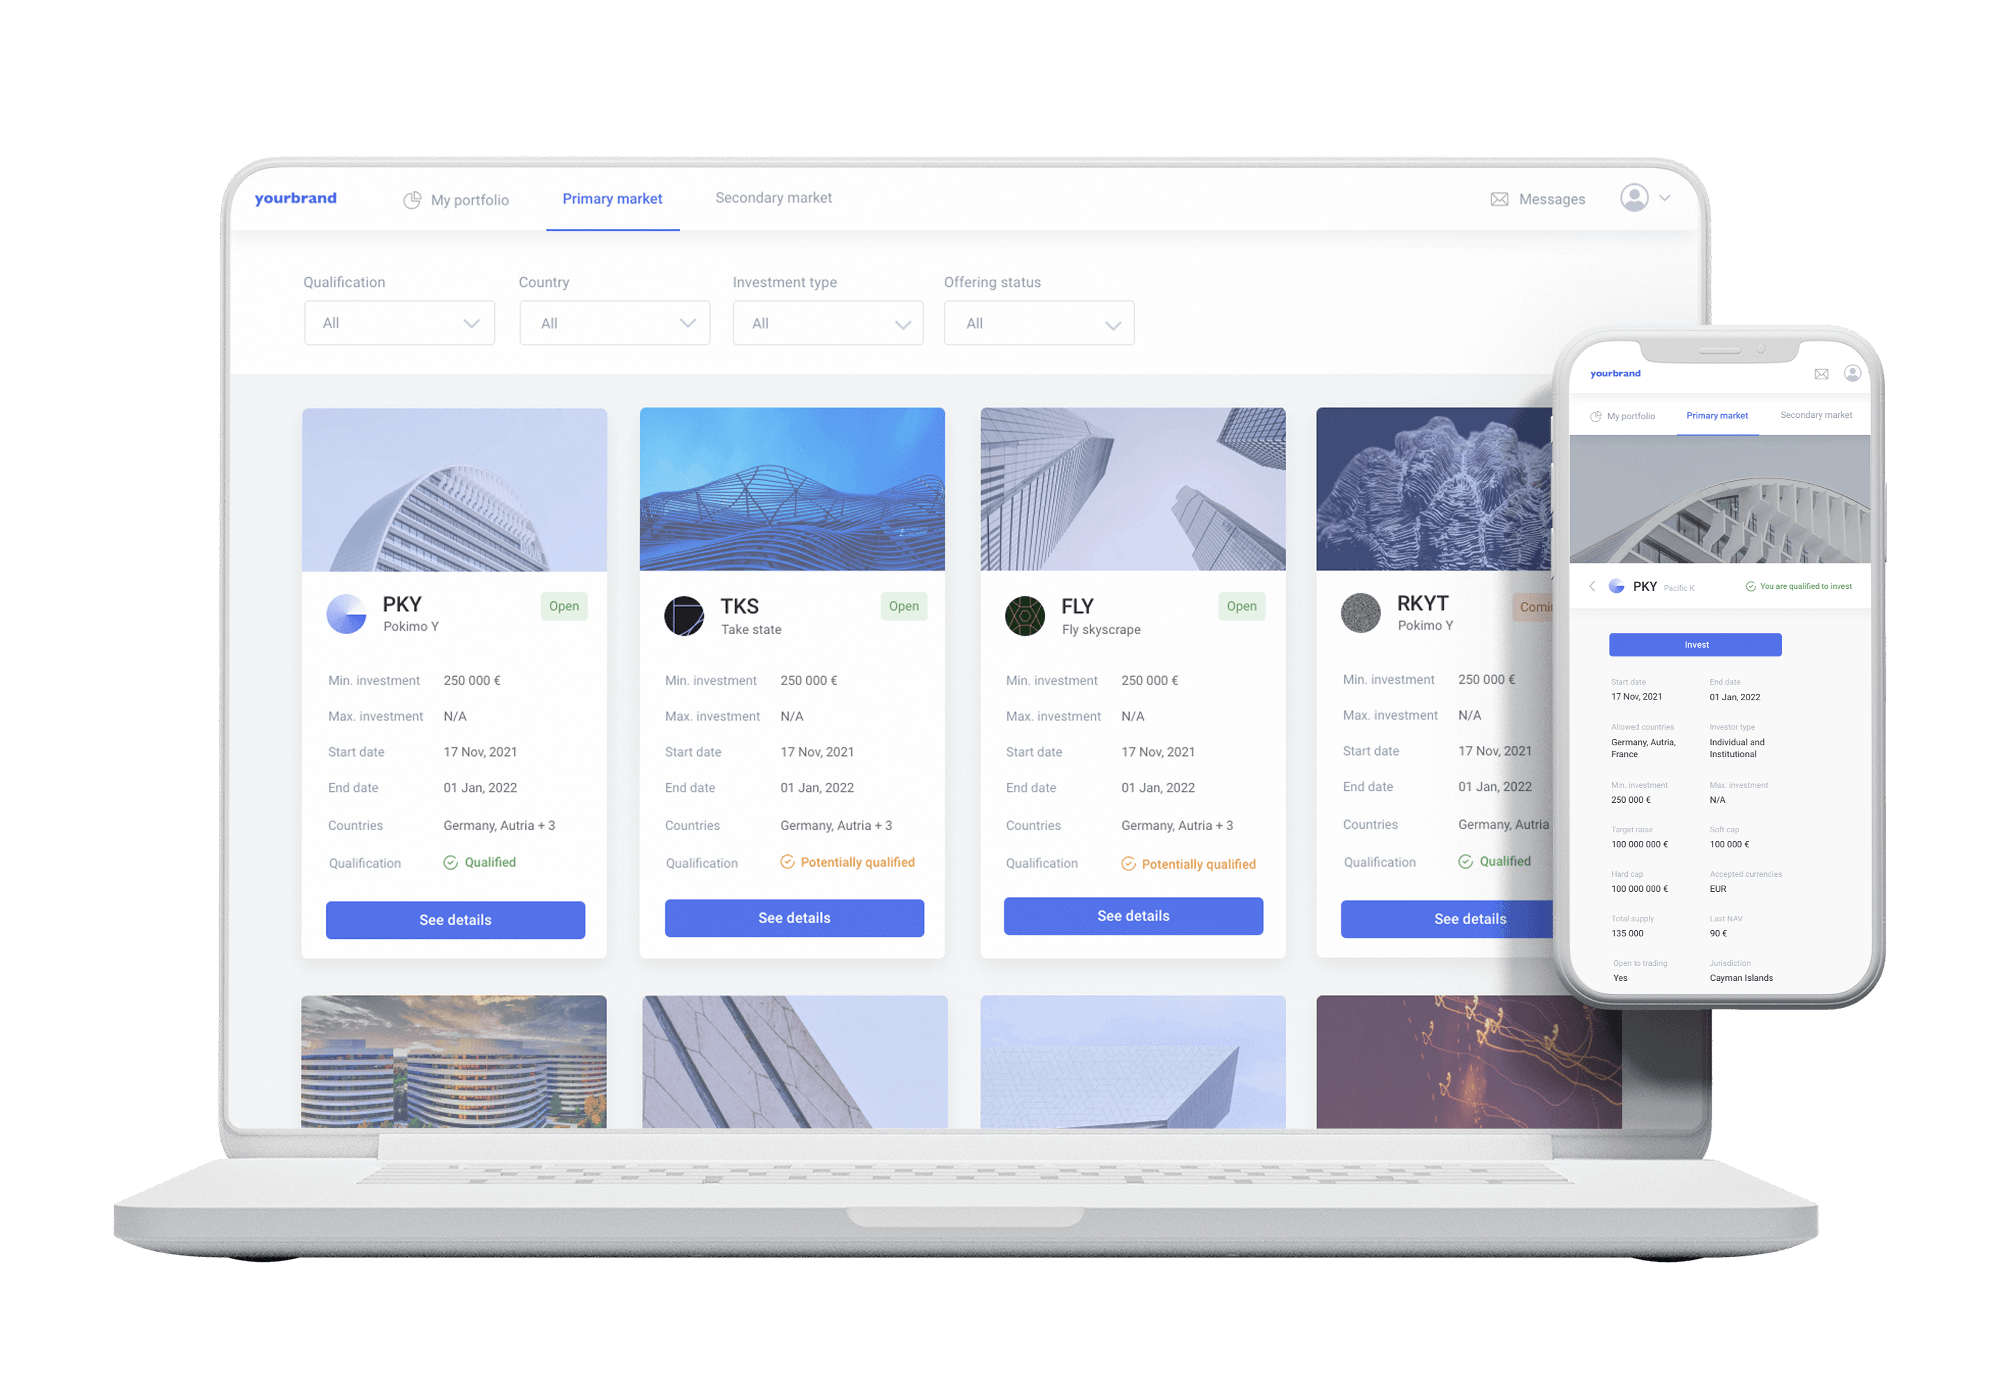 yourbrand
My portfolio
Primary market
Secondary market
Messages
Qualification
Country
Investment type
Offering status
All
All
All
All
PKY
Pokimo Y
Open
Min. investment 250 000 €
Max. investment N/A
Start date 17 Nov, 2021
End date 01 Jan, 2022
Countries Germany, Autria + 3
Qualification Qualified
See details
TKS
Take state
Open
Min. investment 250 000 €
Max. investment N/A
Start date 17 Nov, 2021
End date 01 Jan, 2022
Countries Germany, Autria + 3
Qualification Potentially qualified
See details
FLY
Fly skyscrape
Open
Min. investment 250 000 €
Max. investment N/A
Start date 17 Nov, 2021
End date 01 Jan, 2022
Countries Germany, Autria + 3
Qualification Potentially qualified
See details
RKYT
Pokimo Y
Min. investment 250 000 €
Max. investment N/A
Start date 17 Nov, 2021
End date 01 Jan, 2022
Countries Germany, Autria
Qualification Qualified
See details
yourbrand
My portfolio
Primary market
Secondary market
PKY Pacific K
You are qualified to invest
Invest
Start date End date
17 Nov, 2021 01 Jan, 2022
Allowed countries Investor type
Germany, Autria, Individual and
France Institutional
Min. investment Max. investment
250 000 € N/A
Target raise Soft cap
100 000 000 € 100 000 €
Hard cap Accepted currencies
100 000 000 € EUR
Total supply Last NAV
135 000 90 €
Open to trading Jurisdiction
Yes Cayman Islands